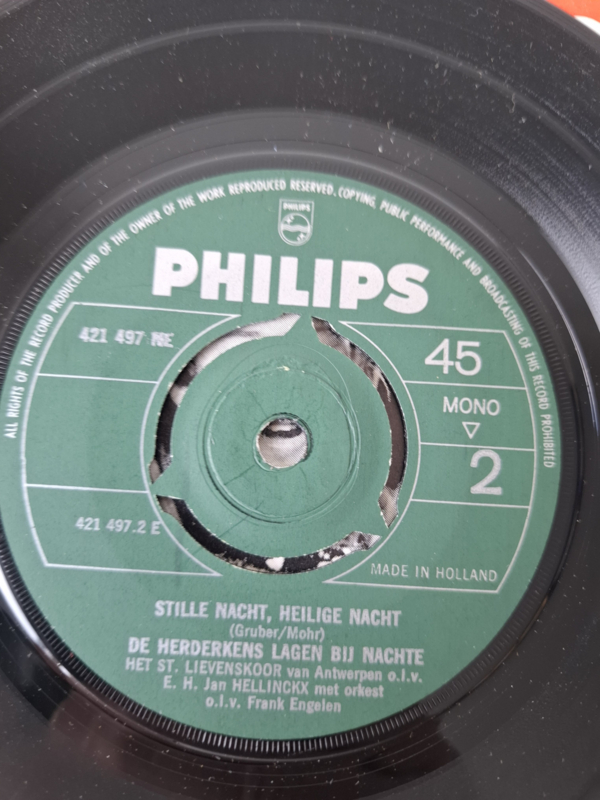 ALL RIGHTS OF THE RECORD PRODUCER AND OF THE OWNER OF THE WORK REPRODUCED RESERVED. COPYING, PUBLIC PERFORMANCE AND BROADCASTING OF THIS RECORD PROHIBITED
PHILIPS
PHILIPS
421 497 NE
45
MONO
2
421 497.2 E
MADE IN HOLLAND
STILLE NACHT, HEILIGE NACHT
(Gruber/Mohr)
DE HERDERKENS LAGEN BIJ NACHTE
HET ST. LIEVENSKOOR van Antwerpen o.l.v.
E. H. Jan HELLINCKX met orkest
o.l.v. Frank Engelen